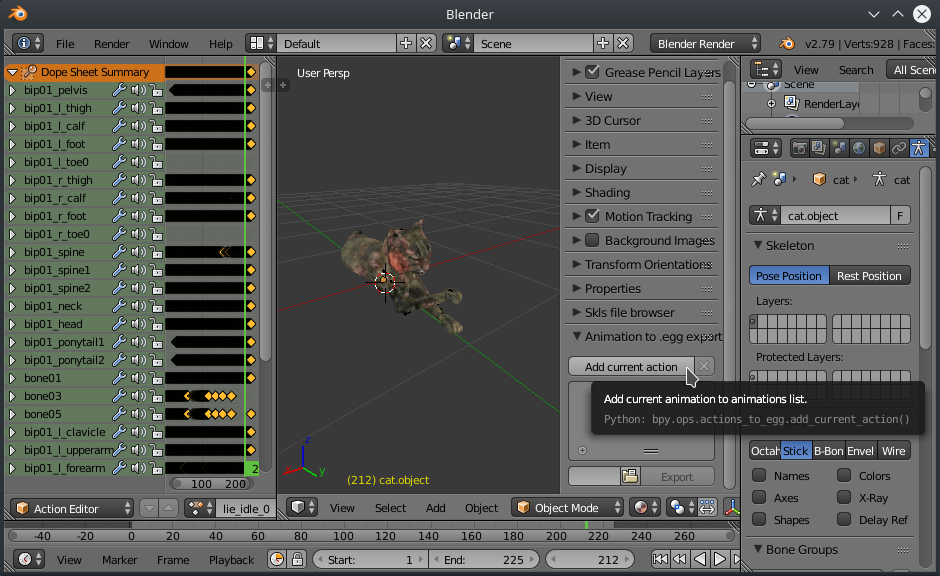 Blender
File Render Window Help Default Scene Blender Render v2.79 | Verts:928 | Faces:
Dope Sheet Summary
bip01_pelvis
bip01_l_thigh
bip01_l_calf
bip01_l_foot
bip01_l_toe0
bip01_r_thigh
bip01_r_calf
bip01_r_foot
bip01_r_toe0
bip01_spine
bip01_spine1
bip01_spine2
bip01_neck
bip01_head
bip01_ponytail1
bip01_ponytail2
bone01
bone03
bone05
bip01_l_clavicle
bip01_l_upperarm
bip01_l_forearm
2
100 200
Action Editor lie_idle_0
User Persp
z
x
y
(212) cat.object
View Select Add Object Object Mode
Grease Pencil Layers
View
3D Cursor
Item
Display
Shading
Motion Tracking
Background Images
Transform Orientations
Properties
Skls file browser
Animation to .egg export
Add current action
Add current animation to animations list.
Python: bpy.ops.actions_to_egg.add_current_action()
Export
View Search All Scen
Scene
RenderLaye
cat cat
cat.object F
Skeleton
Pose Position Rest Position
Layers:
Protected Layers:
Octah Stick B-Bon Envel Wire
Names Colors
Axes X-Ray
Shapes Delay Ref
Bone Groups
-40 -20 0 20 40 60 80 100 120 140 160 180 200 220 240 260
View Marker Frame Playback Start: 1 End: 225 212